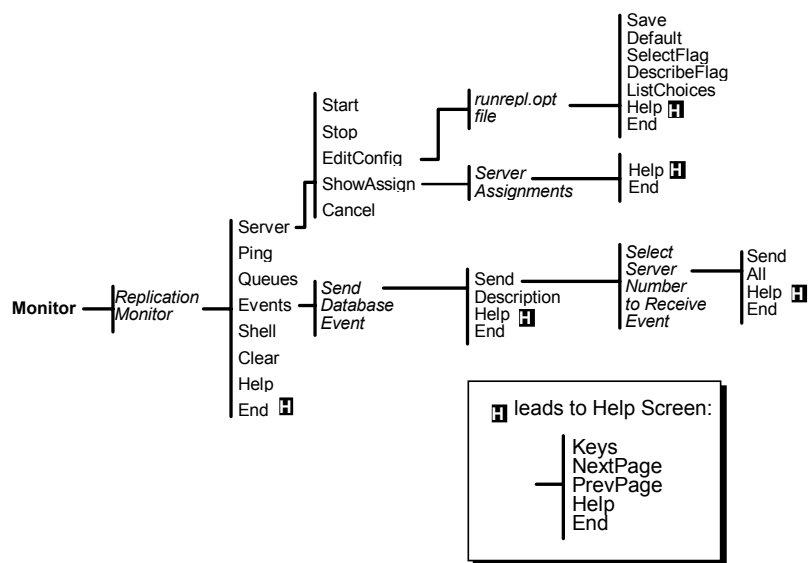 Save
Default
SelectFlag
DescribeFlag
ListChoices
Help H
End
runrepl.opt
file
Start
Stop
EditConfig
ShowAssign
Cancel
Server
Assignments
Help H
End
Server
Ping
Queues
Events
Shell
Clear
Help
End H
Monitor
Replication
Monitor
Send
Database
Event
Send
Description
Help H
End
Select
Server
Number
to Receive
Event
Send
All
Help H
End
H leads to Help Screen:
Keys
NextPage
PrevPage
Help
End